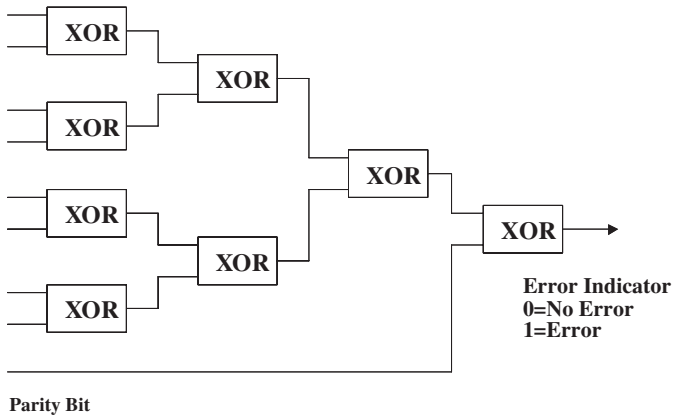 XOR
XOR
XOR
XOR
XOR
XOR
XOR
XOR
Error Indicator
0=No Error
1=Error
Parity Bit